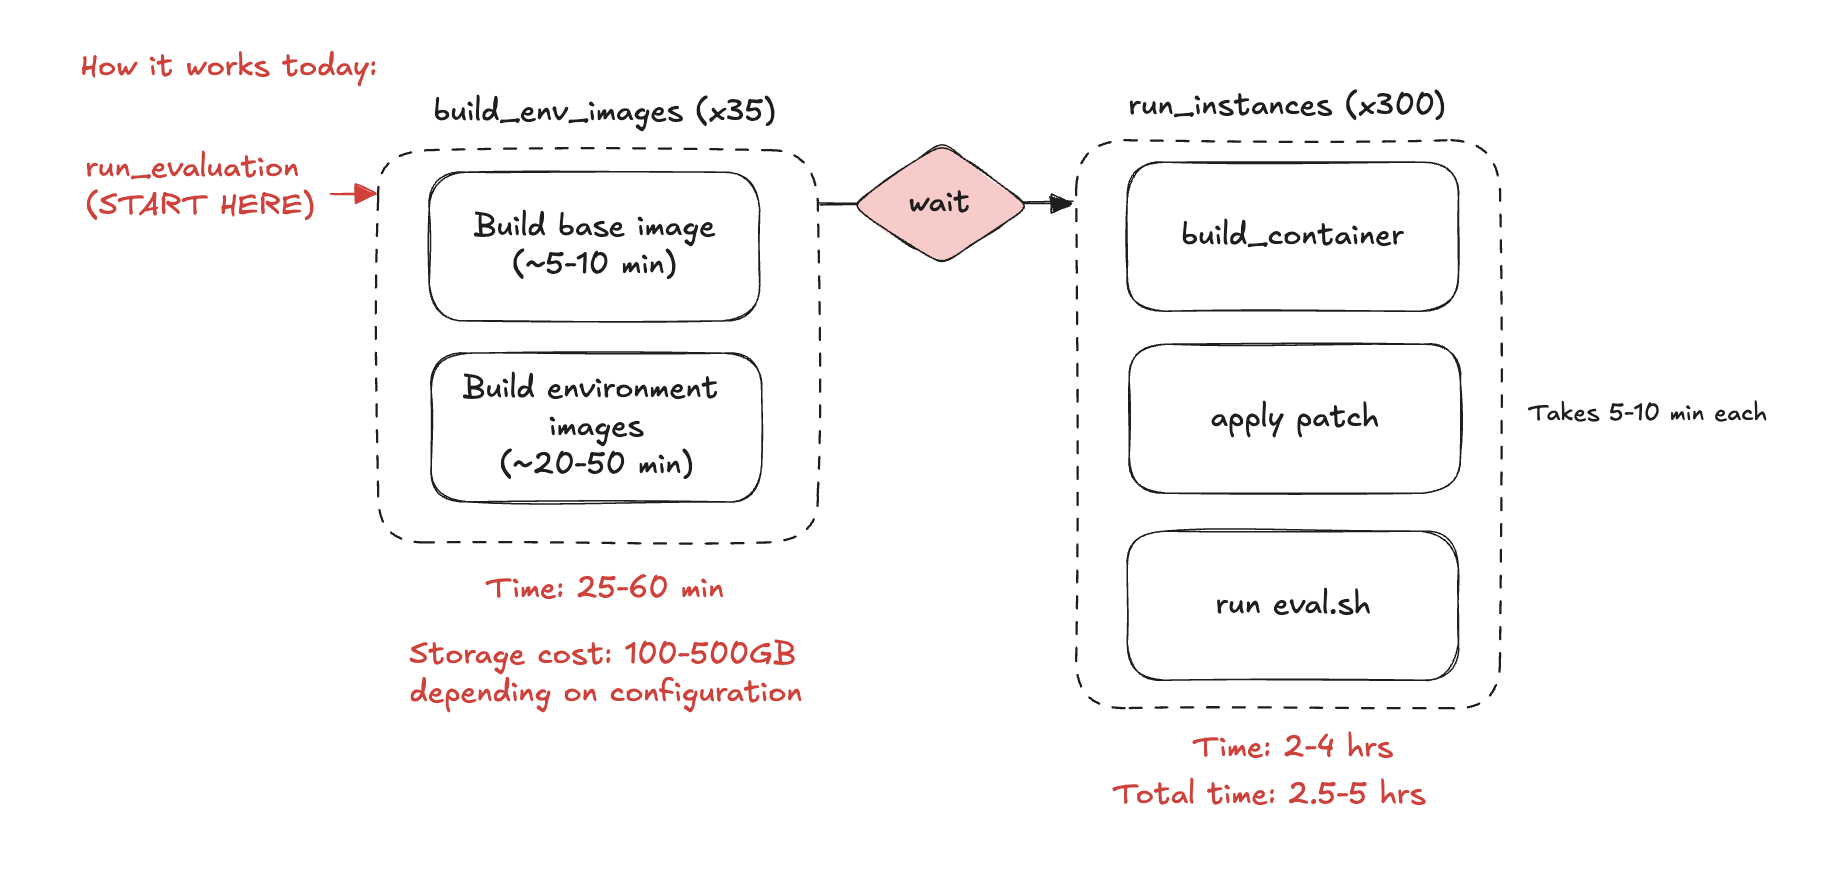 How it works today:
run_evaluation
(START HERE)
build_env_images (x35)
Build base image
(~5-10 min)
Build environment
images
(~20-50 min)
Time: 25-60 min
Storage cost: 100-500GB
depending on configuration
wait
run_instances (x300)
build_container
apply patch
run eval.sh
Takes 5-10 min each
Time: 2-4 hrs
Total time: 2.5-5 hrs